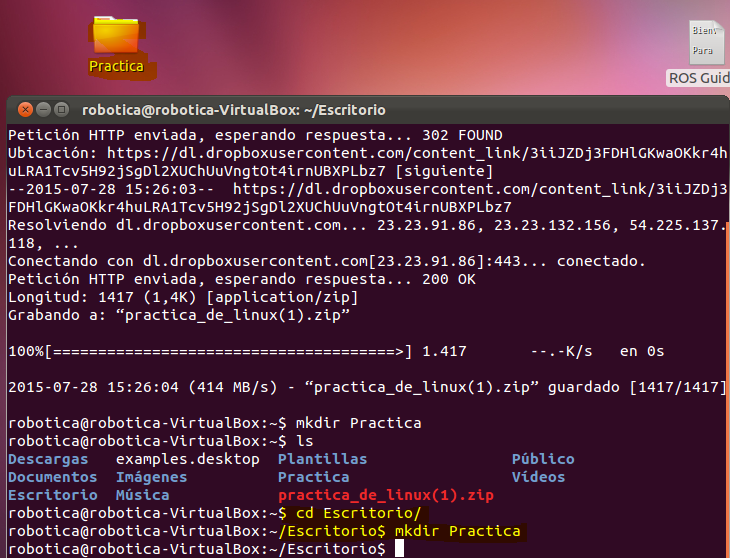 Practica
Bient
Para
ROS Guid
robotica@robotica-VirtualBox: ~/Escritorio
Petición HTTP enviada, esperando respuesta... 302 FOUND
Ubicación: https://dl.dropboxusercontent.com/content_link/3iiJZDj3FDHlGKwaOKkr4h
uLRA1Tcv5H92jSgDl2XUChUuVngtOt4irnUBXPLbz7 [siguiente]
--2015-07-28 15:26:03--  https://dl.dropboxusercontent.com/content_link/3iiJZDj3
FDHlGKwaOKkr4huLRA1Tcv5H92jSgDl2XUChUuVngtOt4irnUBXPLbz7
Resolviendo dl.dropboxusercontent.com... 23.23.91.86, 23.23.132.156, 54.225.137.
118, ...
Conectando con dl.dropboxusercontent.com[23.23.91.86]:443... conectado.
Petición HTTP enviada, esperando respuesta... 200 OK
Longitud: 1417 (1,4K) [application/zip]
Grabando a: “practica_de_linux(1).zip”
100%[======================================>] 1.417       --.-K/s   en 0s
2015-07-28 15:26:04 (414 MB/s) - “practica_de_linux(1).zip” guardado [1417/1417]
robotica@robotica-VirtualBox:~$ mkdir Practica
robotica@robotica-VirtualBox:~$ ls
Descargas   examples.desktop  Plantillas                Público
Documentos  Imágenes          Practica                  Vídeos
Escritorio  Música            practica_de_linux(1).zip
robotica@robotica-VirtualBox:~$ cd Escritorio/
robotica@robotica-VirtualBox:~/Escritorio$ mkdir Practica
robotica@robotica-VirtualBox:~/Escritorio$